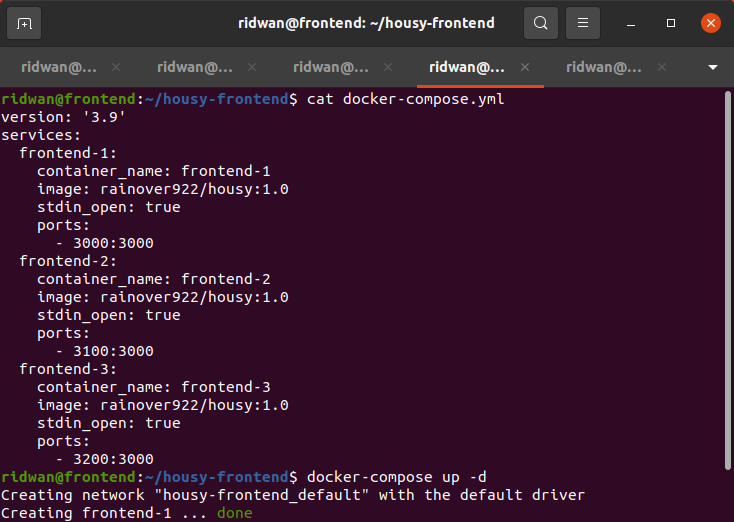 ridwan@frontend: ~/housy-frontend
ridwan@... × ridwan@... × ridwan@... × ridwan@... × ridwan@... ×
ridwan@frontend:~/housy-frontend$ cat docker-compose.yml
version: '3.9'
services:
  frontend-1:
    container_name: frontend-1
    image: rainover922/housy:1.0
    stdin_open: true
    ports:
      - 3000:3000
  frontend-2:
    container_name: frontend-2
    image: rainover922/housy:1.0
    stdin_open: true
    ports:
      - 3100:3000
  frontend-3:
    container_name: frontend-3
    image: rainover922/housy:1.0
    stdin_open: true
    ports:
      - 3200:3000
ridwan@frontend:~/housy-frontend$ docker-compose up -d
Creating network "housy-frontend_default" with the default driver
Creating frontend-1 ... done